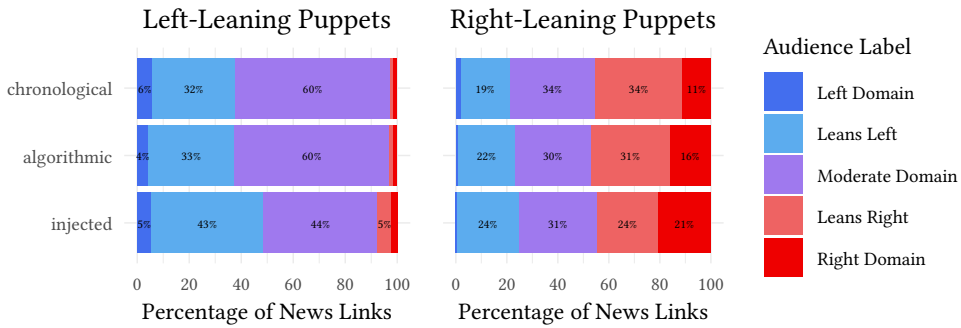 Left-Leaning Puppets
Right-Leaning Puppets
chronological
6% 32% 60%
19% 34% 34% 11%
algorithmic
4% 33% 60%
22% 30% 31% 16%
injected
5% 43% 44% 5%
24% 31% 24% 21%
0 20 40 60 80 100
0 20 40 60 80 100
Percentage of News Links
Percentage of News Links
Audience Label
Left Domain
Leans Left
Moderate Domain
Leans Right
Right Domain